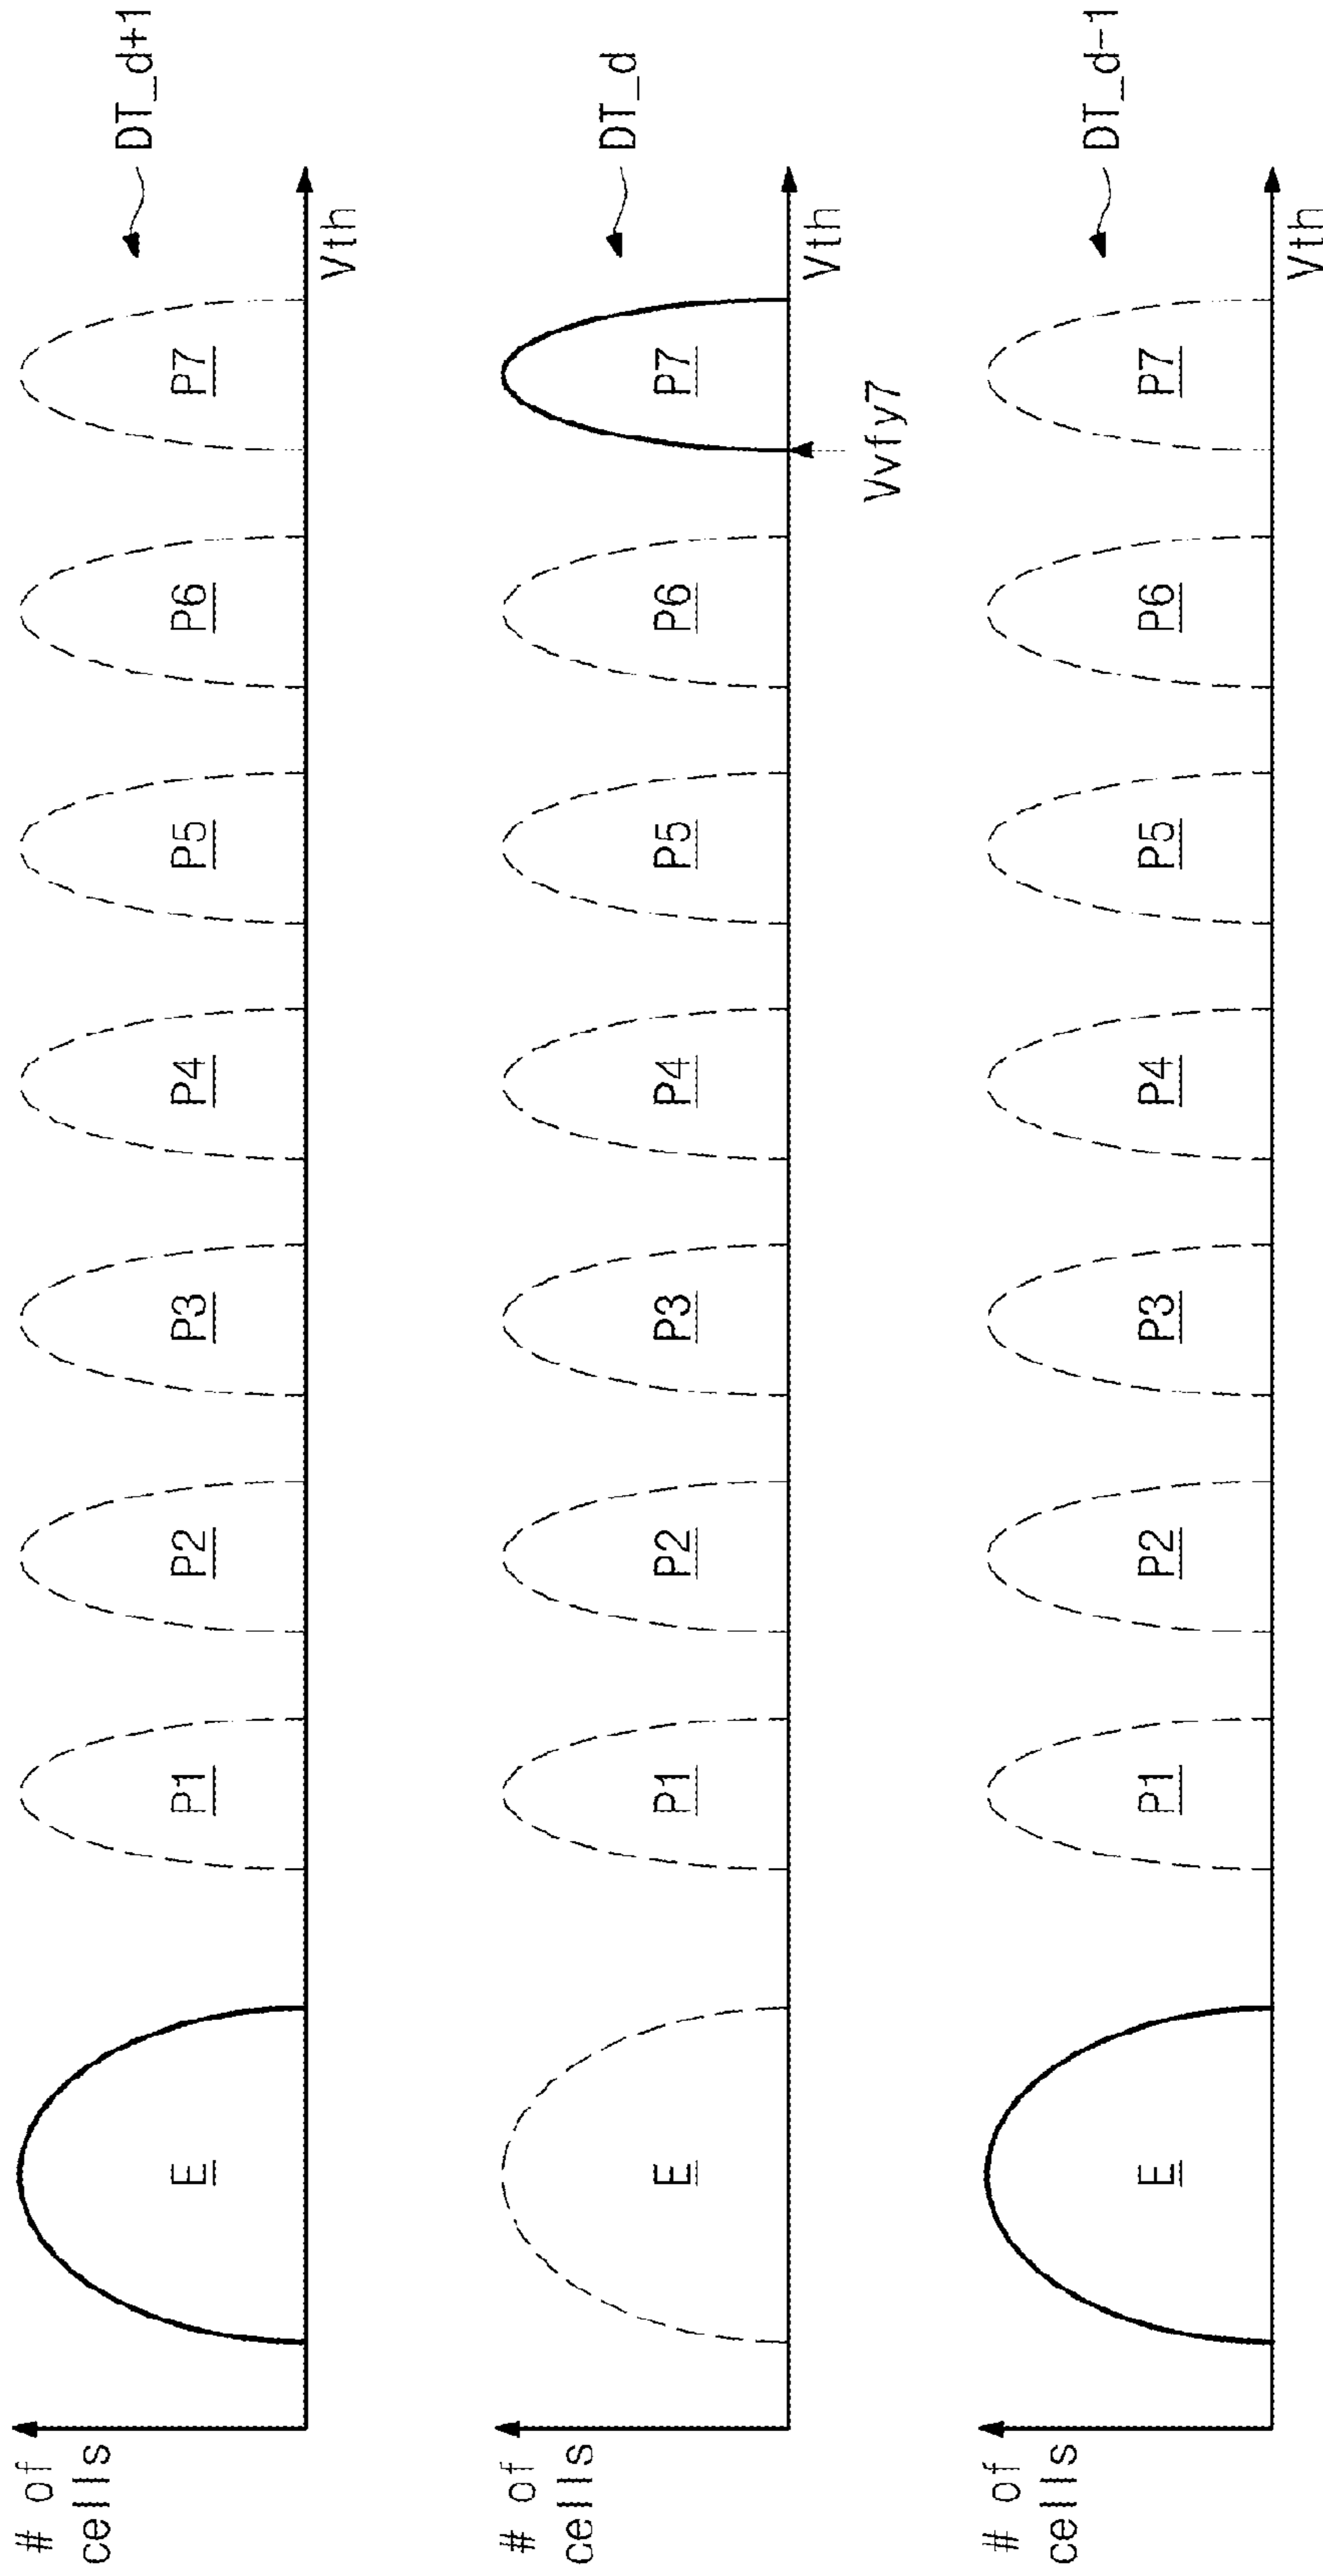 # of
cells
E
P1
P2
P3
P4
P5
P6
P7
Vth
DT_d+1
# of
cells
E
P1
P2
P3
P4
P5
P6
P7
Vvfy7
Vth
DT_d
# of
cells
E
P1
P2
P3
P4
P5
P6
P7
Vth
DT_d-1